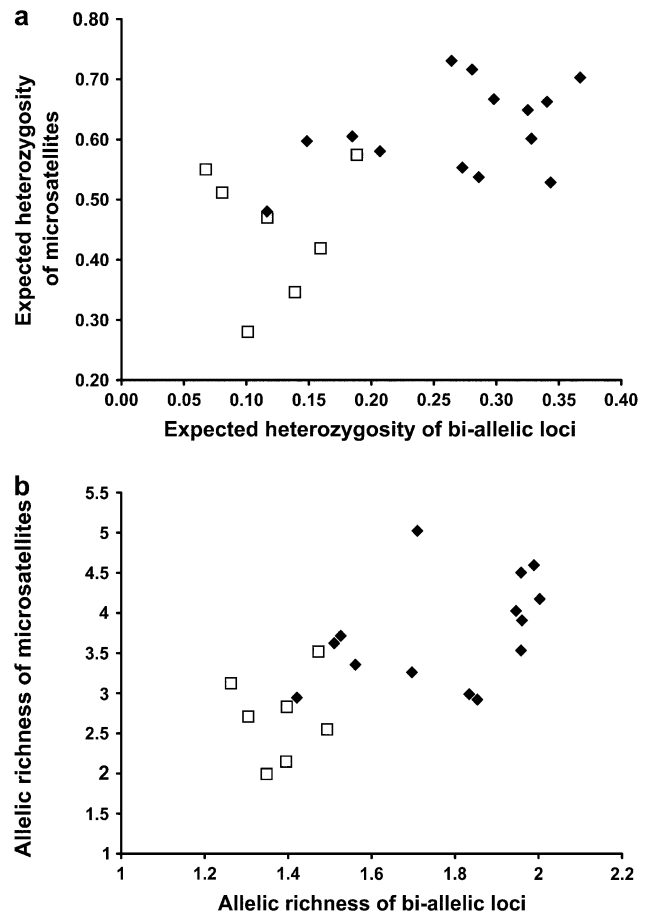 a
Expected heterozygosity
of microsatellites
0.80
0.70
0.60
0.50
0.40
0.30
0.20
0.00 0.05 0.10 0.15 0.20 0.25 0.30 0.35 0.40
Expected heterozygosity of bi-allelic loci
b
Allelic richness of microsatellites
5.5
5
4.5
4
3.5
3
2.5
2
1.5
1
1 1.2 1.4 1.6 1.8 2 2.2
Allelic richness of bi-allelic loci